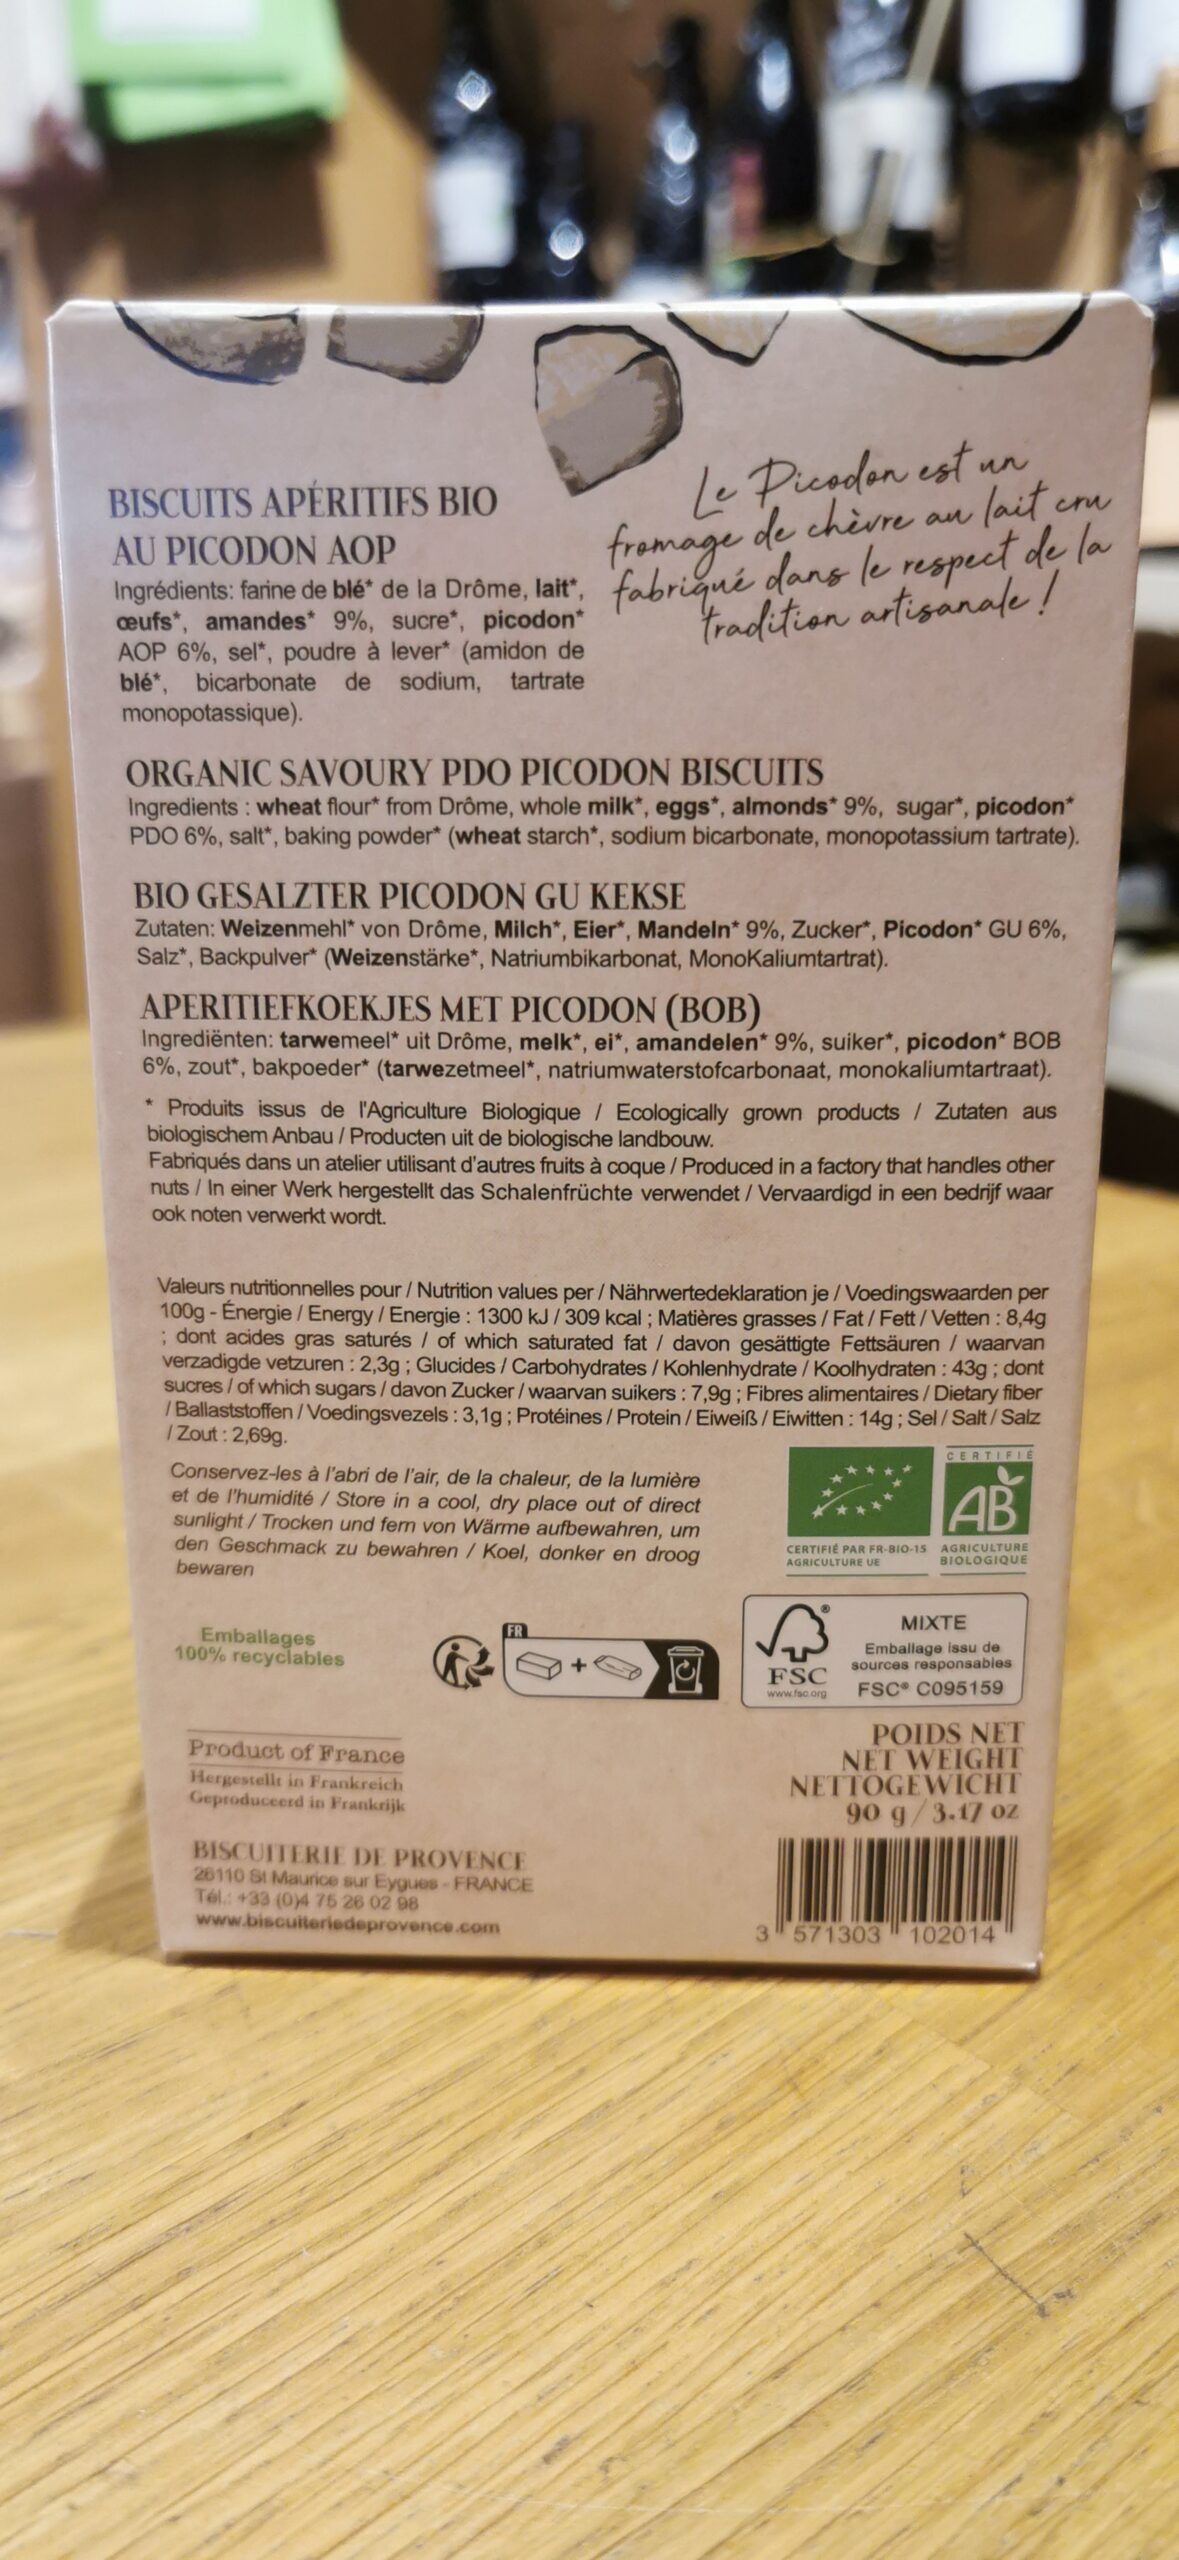 BISCUITS APÉRITIFS BIO
AU PICODON AOP
Ingrédients: farine de blé* de la Drôme, lait*,
œufs*, amandes* 9%, sucre*, picodon*
AOP 6%, sel*, poudre à lever* (amidon de
blé*, bicarbonate de sodium, tartrate
monopotassique).
Le Picodon est un
fromage de chèvre au lait cru
fabriqué dans le respect de la
tradition artisanale !
ORGANIC SAVOURY PDO PICODON BISCUITS
Ingredients : wheat flour* from Drôme, whole milk*, eggs*, almonds* 9%, sugar*, picodon*
PDO 6%, salt*, baking powder* (wheat starch*, sodium bicarbonate, monopotassium tartrate).
BIO GESALZTER PICODON GU KEKSE
Zutaten: Weizenmehl* von Drôme, Milch*, Eier*, Mandeln* 9%, Zucker*, Picodon* GU 6%,
Salz*, Backpulver* (Weizenstärke*, Natriumbikarbonat, MonoKaliumtartrat).
APERITIEFKOEKJES MET PICODON (BOB)
Ingrediënten: tarwemeel* uit Drôme, melk*, ei*, amandelen* 9%, suiker*, picodon* BOB
6%, zout*, bakpoeder* (tarwezetmeel*, natriumwaterstofcarbonaat, monokaliumtartraat).
* Produits issus de l'Agriculture Biologique / Ecologically grown products / Zutaten aus
biologischem Anbau / Producten uit de biologische landbouw.
Fabriqués dans un atelier utilisant d'autres fruits à coque / Produced in a factory that handles other
nuts / In einer Werk hergestellt das Schalenfrüchte verwendet / Vervaardigd in een bedrijf waar
ook noten verwerkt wordt.
Valeurs nutritionnelles pour / Nutrition values per / Nährwertedeklaration je / Voedingswaarden per
100g - Énergie / Energy / Energie : 1300 kJ / 309 kcal ; Matières grasses / Fat / Fett / Vetten : 8,4g
; dont acides gras saturés / of which saturated fat / davon gesättigte Fettsäuren / waarvan
verzadigde vetzuren : 2,3g ; Glucides / Carbohydrates / Kohlenhydrate / Koolhydraten : 43g ; dont
sucres / of which sugars / davon Zucker / waarvan suikers : 7,9g ; Fibres alimentaires / Dietary fiber
/ Ballaststoffen / Voedingsvezels : 3,1g ; Protéines / Protein / Eiweiß / Eiwitten : 14g ; Sel / Salt / Salz
/ Zout : 2,69g.
Conservez-les à l'abri de l'air, de la chaleur, de la lumière
et de l'humidité / Store in a cool, dry place out of direct
sunlight / Trocken und fern von Wärme aufbewahren, um
den Geschmack zu bewahren / Koel, donker en droog
bewaren
CERTIFIÉ
AB
CERTIFIÉ PAR FR-BIO-15
AGRICULTURE UE
AGRICULTURE
BIOLOGIQUE
Emballages
100% recyclables
FR
+
FSC
www.fsc.org
MIXTE
Emballage issu de
sources responsables
FSC® C095159
Product of France
Hergestellt in Frankreich
Geproduceerd in Frankrijk
POIDS NET
NET WEIGHT
NETTOGEWICHT
90 g / 3.17 oz
BISCUITERIE DE PROVENCE
26110 St Maurice sur Eygues - FRANCE
Tél.: +33 (0)4 75 26 02 98
www.biscuiteriedeprovence.com
3 571303 102014